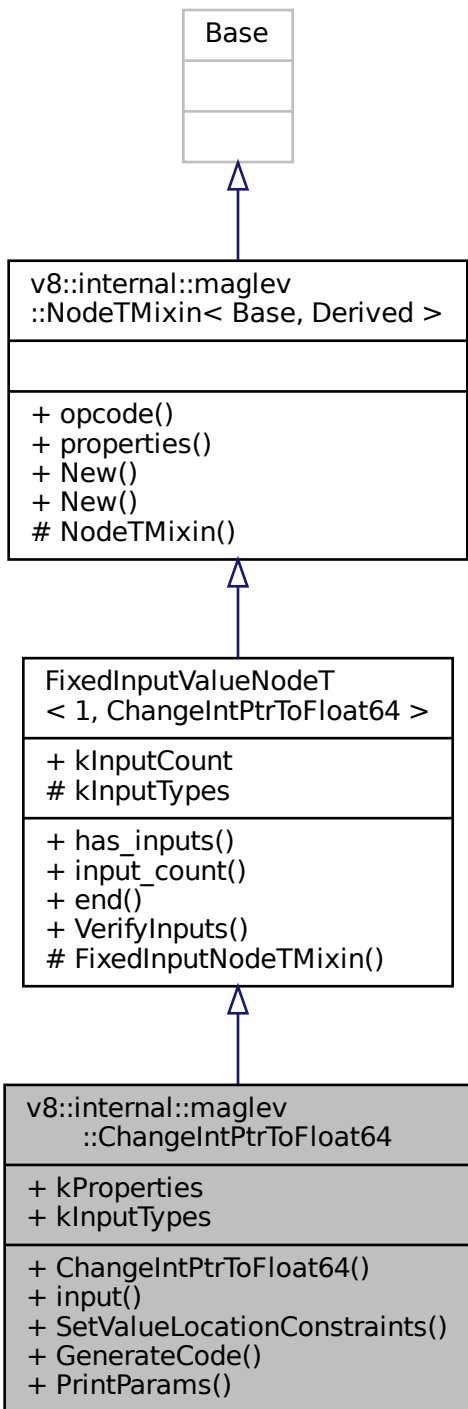 Base
v8::internal::maglev
::NodeTMixin< Base, Derived >
+ opcode()
+ properties()
+ New()
+ New()
# NodeTMixin()
FixedInputValueNodeT
< 1, ChangeIntPtrToFloat64 >
+ kInputCount
# kInputTypes
+ has_inputs()
+ input_count()
+ end()
+ VerifyInputs()
# FixedInputNodeTMixin()
v8::internal::maglev
::ChangeIntPtrToFloat64
+ kProperties
+ kInputTypes
+ ChangeIntPtrToFloat64()
+ input()
+ SetValueLocationConstraints()
+ GenerateCode()
+ PrintParams()